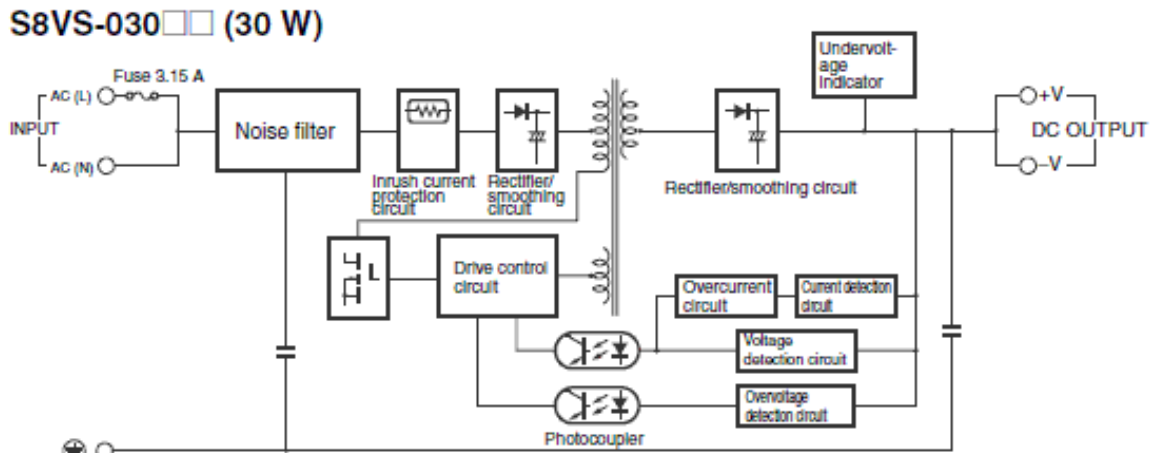 S8VS-030□□ (30 W)
Fuse 3.15 A
AC (L)
INPUT
AC (N)
Noise filter
Inrush current
protection
circuit
Rectifier/
smoothing
circuit
Rectifier/smoothing circuit
Undervolt-
age
indicator
+V
DC OUTPUT
–V
Drive control
circuit
Overcurrent
circuit
Current detection
circuit
Voltage
detection circuit
Overvoltage
detection circuit
Photocoupler